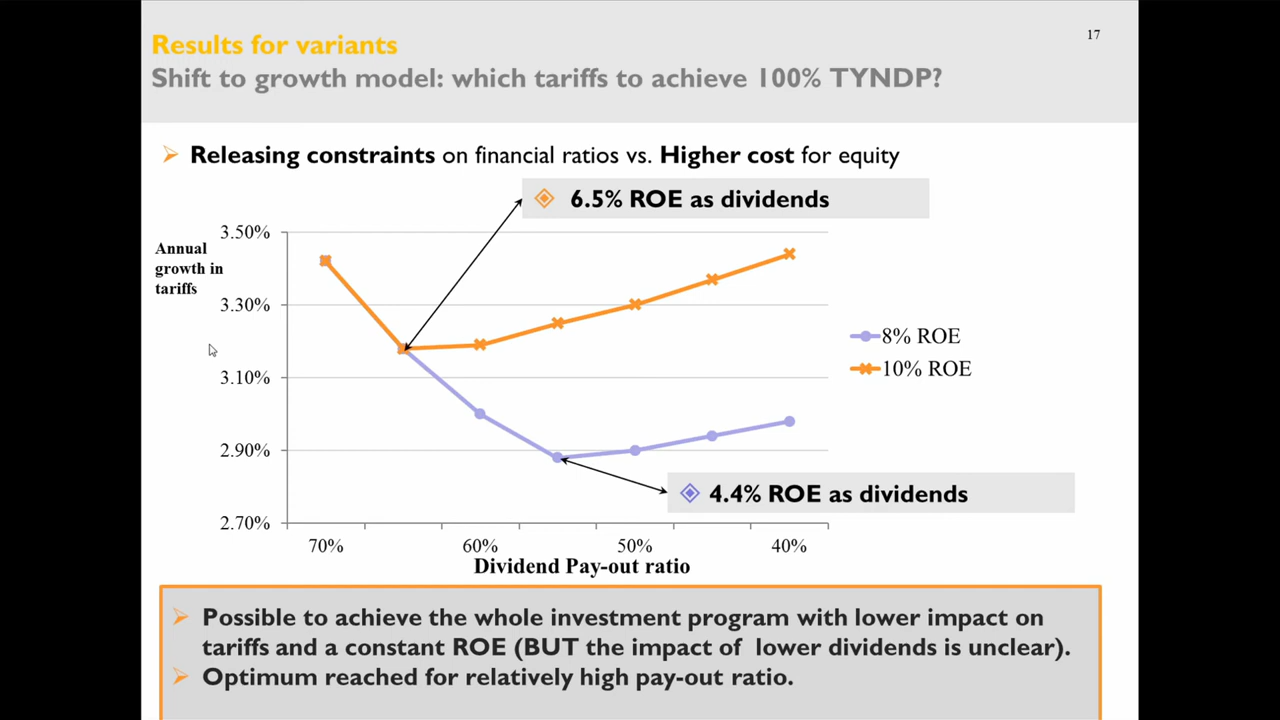 17
Results for variants
Shift to growth model: which tariffs to achieve 100% TYNDP?
Releasing constraints on financial ratios vs. Higher cost for equity
6.5% ROE as dividends
Annual
growth in
tariffs
3.50%
3.30%
3.10%
2.90%
2.70%
8% ROE
10% ROE
4.4% ROE as dividends
70%
60%
50%
40%
Dividend Pay-out ratio
Possible to achieve the whole investment program with lower impact on
tariffs and a constant ROE (BUT the impact of lower dividends is unclear).
Optimum reached for relatively high pay-out ratio.